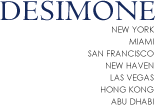 DESIMONE
NEW YORK
MIAMI
SAN FRANCISCO
NEW HAVEN
LAS VEGAS
HONG KONG
ABU DHABI